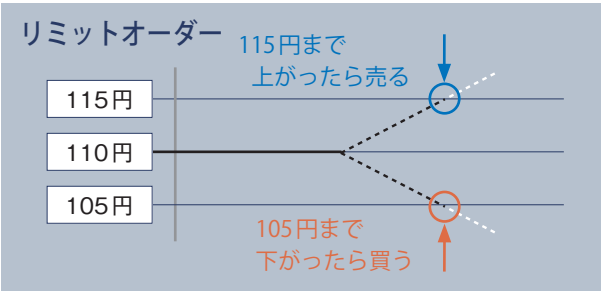 リミットオーダー
115円まで
上がったら売る
115円
110円
105円
105円まで
下がったら買う